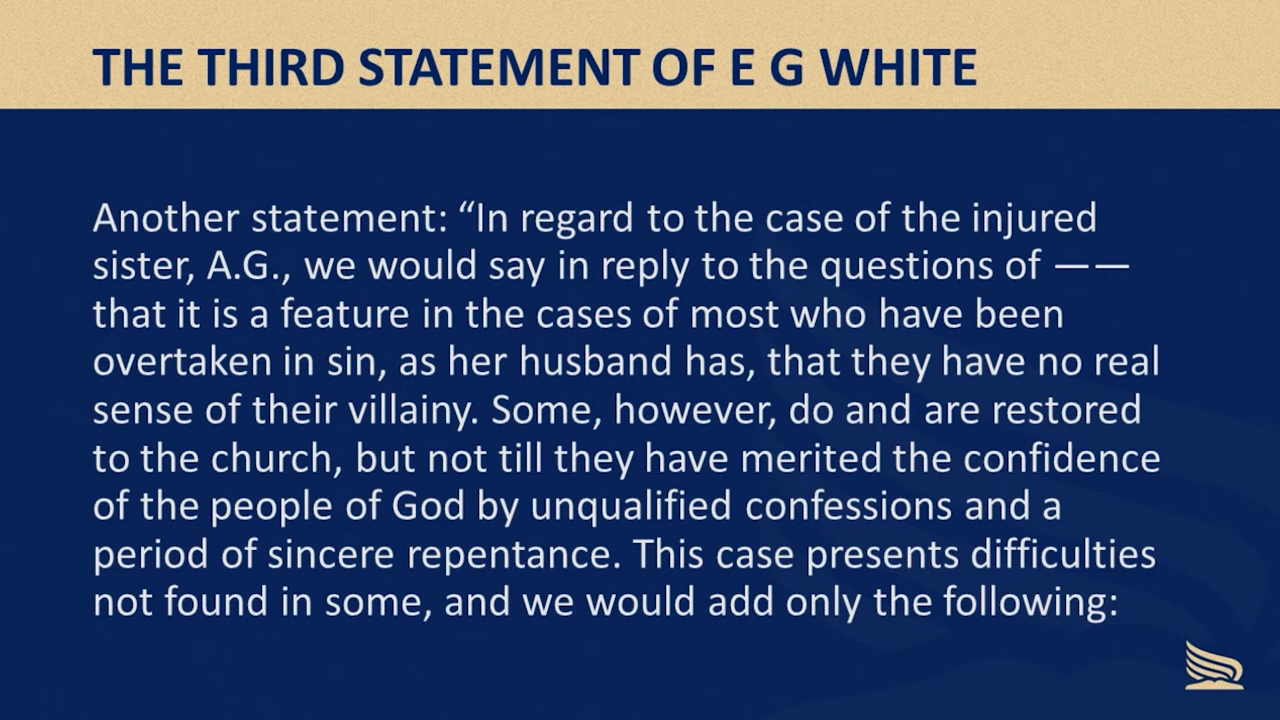 THE THIRD STATEMENT OF E G WHITE
Another statement: “In regard to the case of the injured
sister, A.G., we would say in reply to the questions of ——
that it is a feature in the cases of most who have been
overtaken in sin, as her husband has, that they have no real
sense of their villainy. Some, however, do and are restored
to the church, but not till they have merited the confidence
of the people of God by unqualified confessions and a
period of sincere repentance. This case presents difficulties
not found in some, and we would add only the following: